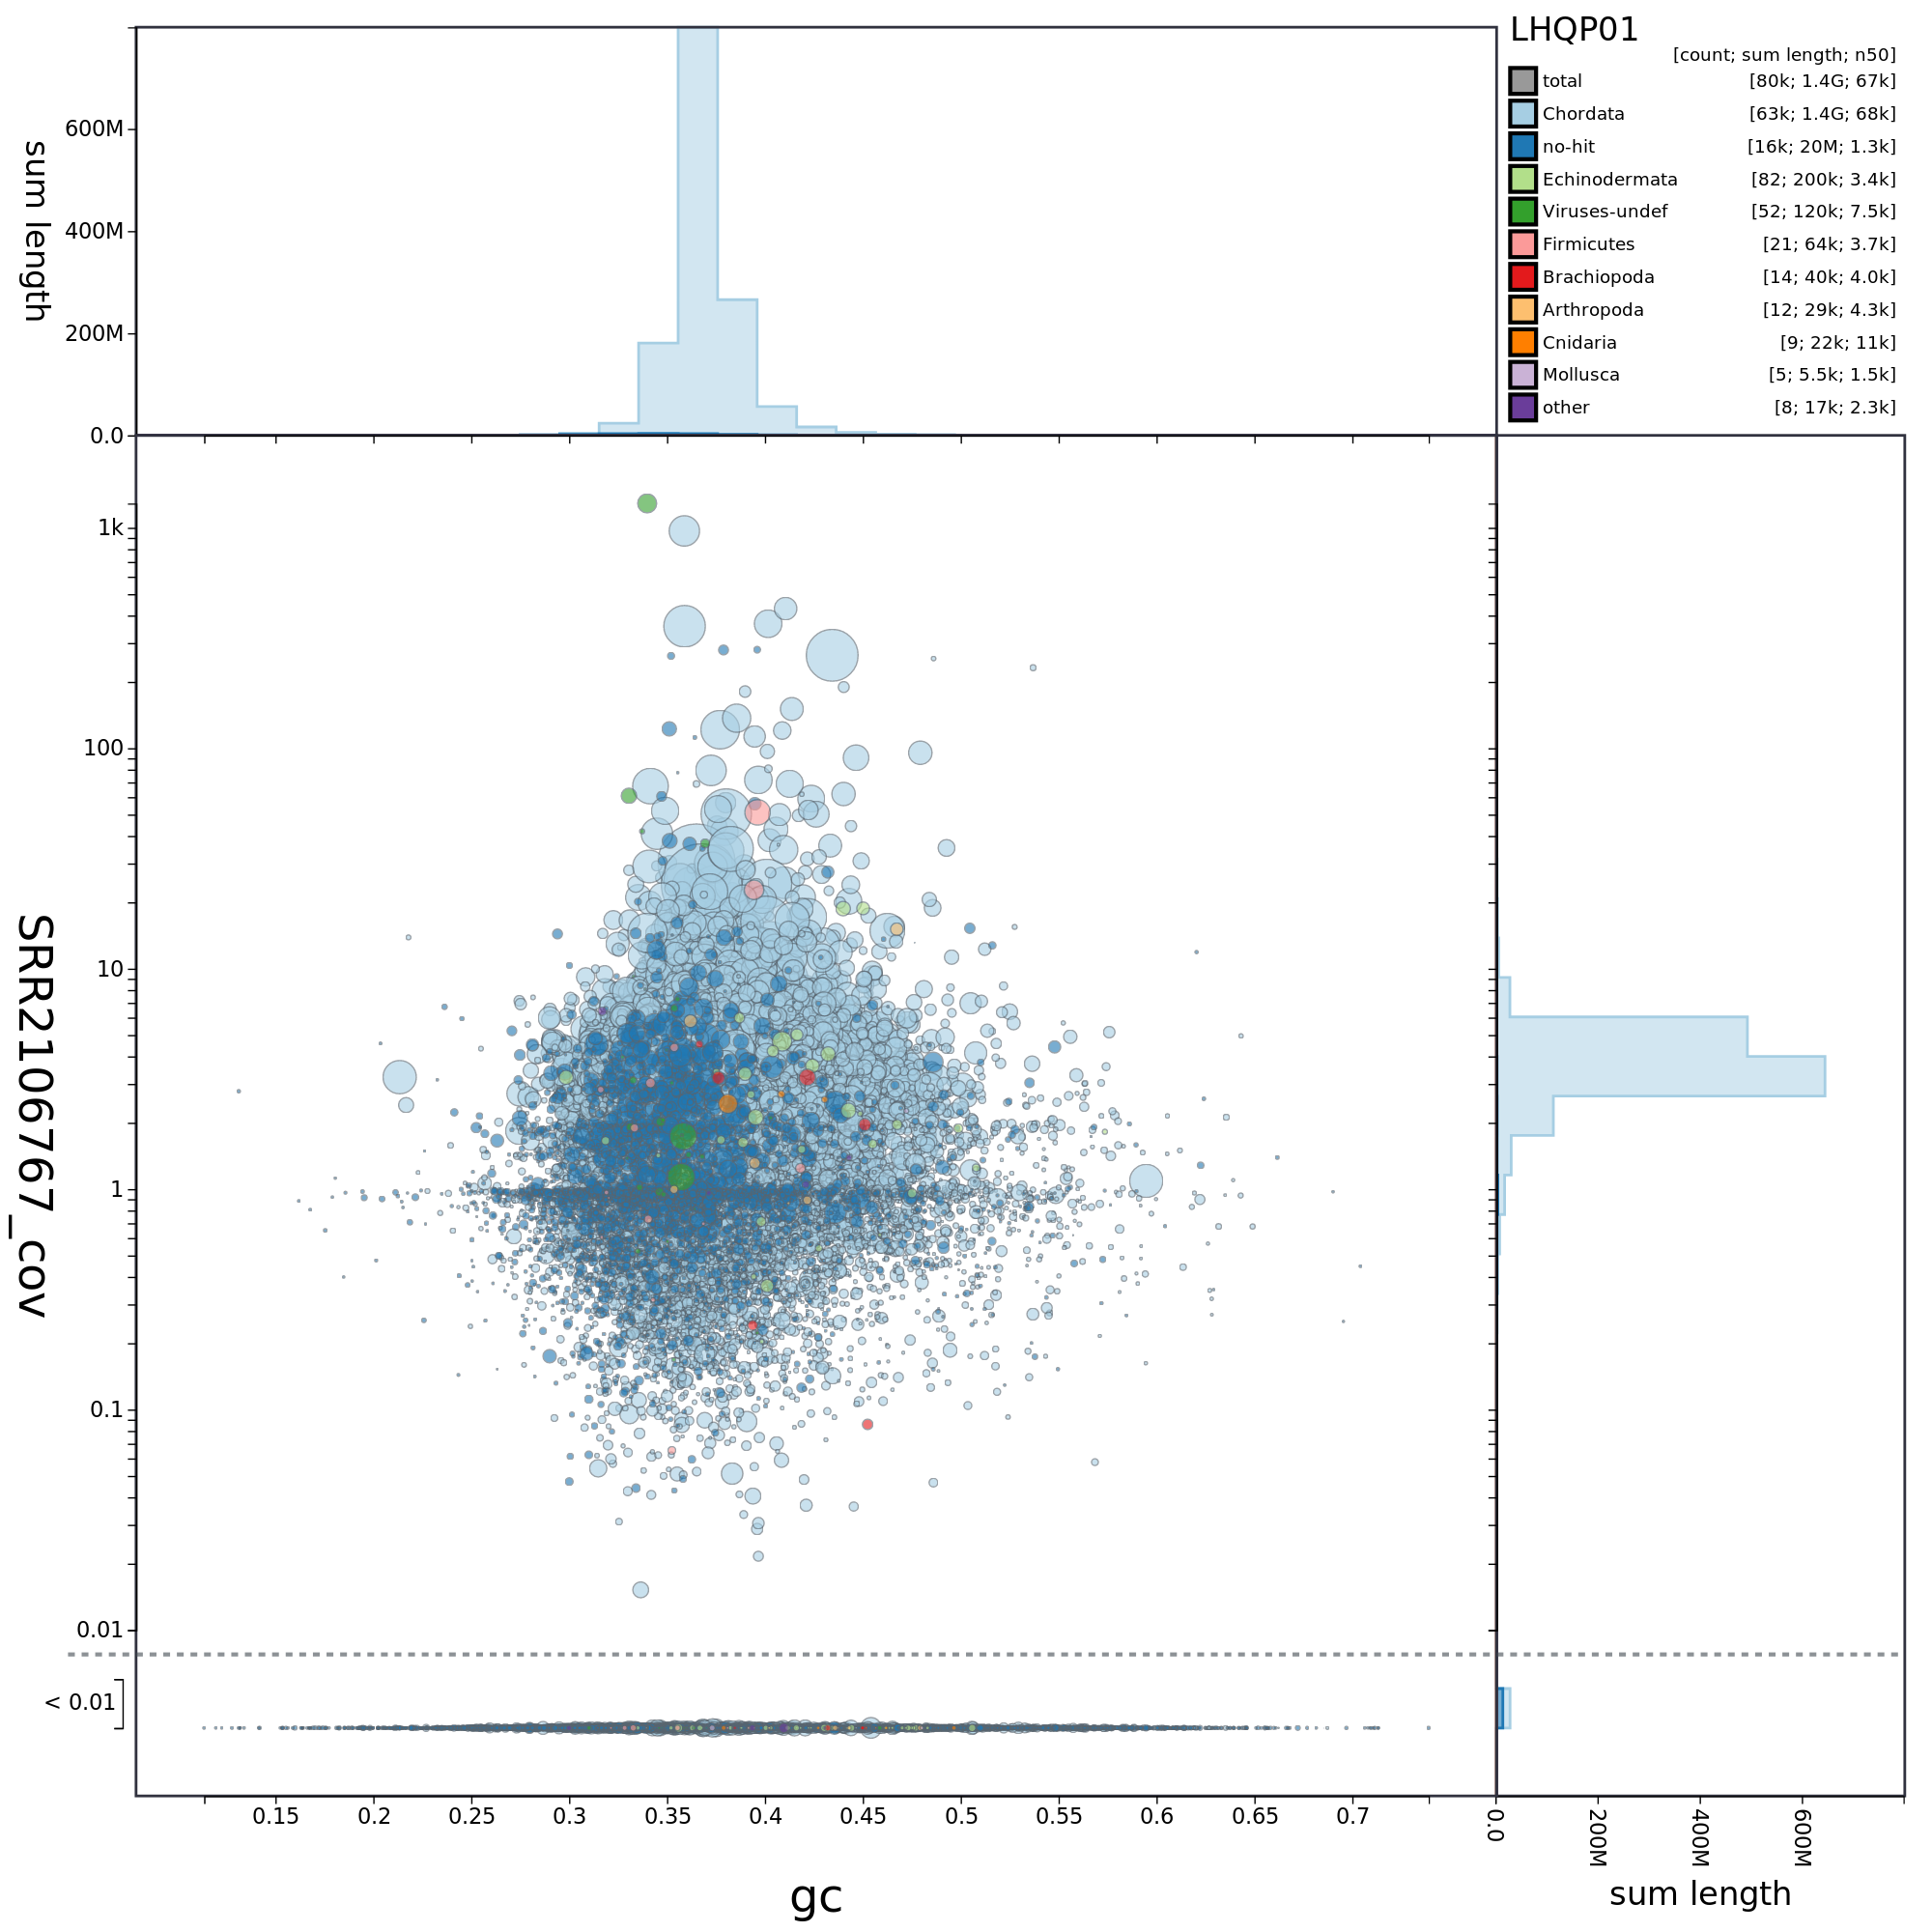 LHQP01
[count; sum length; n50]
total [80k; 1.4G; 67k]
Chordata [63k; 1.4G; 68k]
no-hit [16k; 20M; 1.3k]
Echinodermata [82; 200k; 3.4k]
Viruses-undef [52; 120k; 7.5k]
Firmicutes [21; 64k; 3.7k]
Brachiopoda [14; 40k; 4.0k]
Arthropoda [12; 29k; 4.3k]
Cnidaria [9; 22k; 11k]
Mollusca [5; 5.5k; 1.5k]
other [8; 17k; 2.3k]
sum length
600M
400M
200M
0.0
SRR2106767_cov
1k
100
10
1
0.1
0.01
< 0.01
0.15 0.2 0.25 0.3 0.35 0.4 0.45 0.5 0.55 0.6 0.65 0.7
gc
0.0 200M 400M 600M
sum length